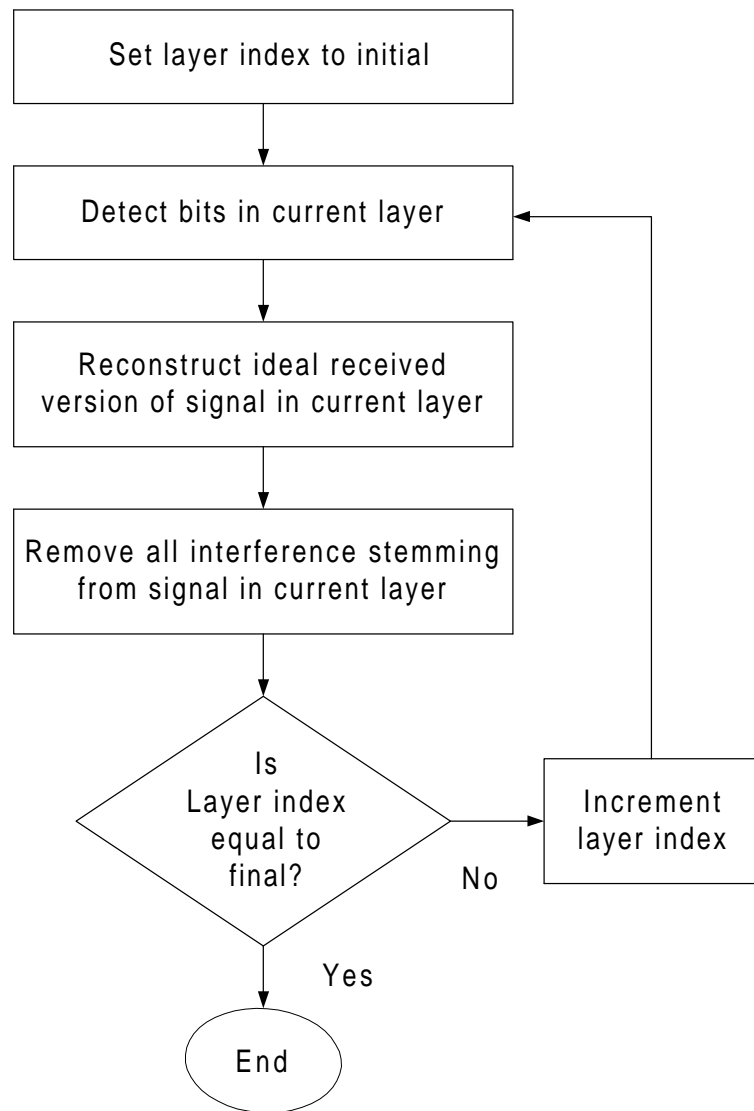 Set layer index to initial
Detect bits in current layer
Reconstruct ideal received
version of signal in current layer
Remove all interference stemming
from signal in current layer
Is
Layer index
equal to
final?
No
Increment
layer index
Yes
End